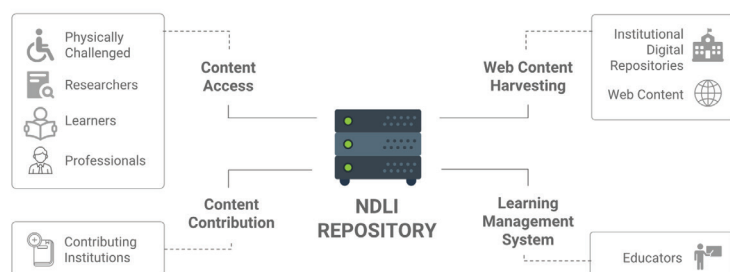 Physically
Challenged
Researchers
Learners
Professionals
Content
Access
Web Content
Harvesting
Institutional
Digital
Repositories
Web Content
NDLI
REPOSITORY
Content
Contribution
Contributing
Institutions
Learning
Management
System
Educators